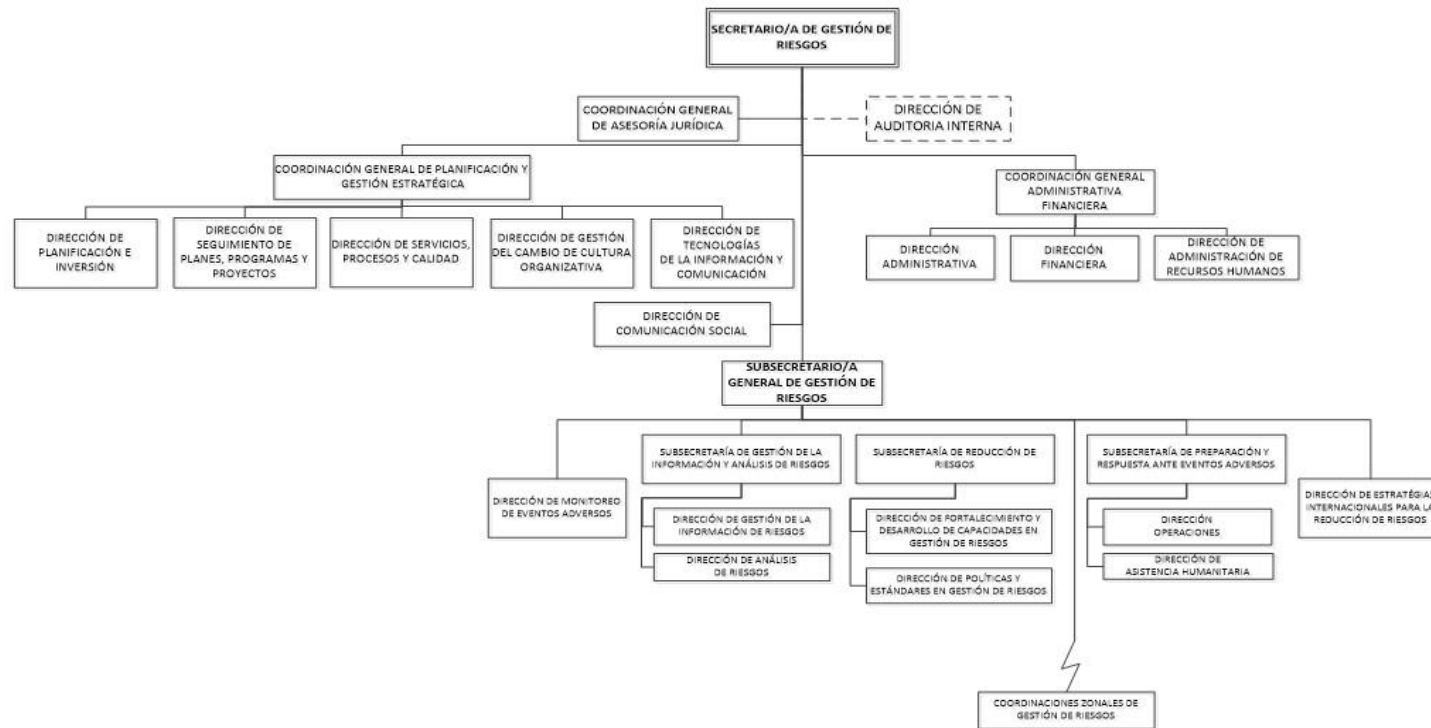 SECRETARIO/A DE GESTIÓN DE
RIESGOS
COORDINACIÓN GENERAL
DE ASESORÍA JURÍDICA
DIRECCIÓN DE
AUDITORIA INTERNA
COORDINACIÓN GENERAL DE PLANIFICACIÓN Y
GESTIÓN ESTRATÉGICA
COORDINACIÓN GENERAL
ADMINISTRATIVA
FINANCIERA
DIRECCIÓN DE
PLANIFICACIÓN E
INVERSIÓN
DIRECCIÓN DE
SEGUIMIENTO DE
PLANES, PROGRAMAS Y
PROYECTOS
DIRECCIÓN DE SERVICIOS,
PROCESOS Y CALIDAD
DIRECCIÓN DE GESTIÓN
DEL CAMBIO DE CULTURA
ORGANIZATIVA
DIRECCIÓN DE
TECNOLOGÍAS
DE LA INFORMACIÓN Y
COMUNICACIÓN
DIRECCIÓN
ADMINISTRATIVA
DIRECCIÓN
FINANCIERA
DIRECCIÓN DE
ADMINISTRACIÓN DE
RECURSOS HUMANOS
DIRECCIÓN DE
COMUNICACIÓN SOCIAL
SUBSECRETARIO/A
GENERAL DE GESTIÓN DE
RIESGOS
DIRECCIÓN DE MONITOREO
DE EVENTOS ADVERSOS
SUBSECRETARÍA DE GESTIÓN DE LA
INFORMACIÓN Y ANÁLISIS DE RIESGOS
DIRECCIÓN DE GESTIÓN DE LA
INFORMACIÓN DE RIESGOS
DIRECCIÓN DE ANÁLISIS
DE RIESGOS
SUBSECRETARÍA DE REDUCCIÓN DE
RIESGOS
DIRECCIÓN DE FORTALECIMIENTO Y
DESARROLLO DE CAPACIDADES EN
GESTIÓN DE RIESGOS
DIRECCIÓN DE POLÍTICAS Y
ESTÁNDARES EN GESTIÓN DE RIESGOS
SUBSECRETARÍA DE PREPARACIÓN Y
RESPUESTA ANTE EVENTOS ADVERSOS
DIRECCIÓN
OPERACIONES
DIRECCIÓN DE
ASISTENCIA HUMANITARIA
DIRECCIÓN DE ESTRATÉGIAS
INTERNACIONALES PARA LA
REDUCCIÓN DE RIESGOS
COORDINACIONES ZONALES DE
GESTIÓN DE RIESGOS